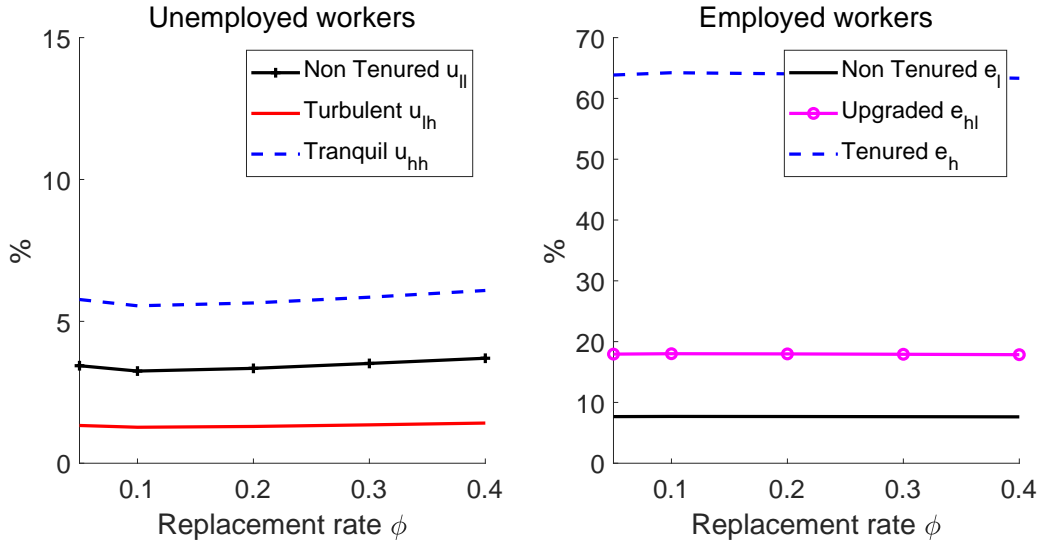 Unemployed workers
15
10
5
0
%
Non Tenured u_ll
Turbulent u_lh
Tranquil u_hh
0.1 0.2 0.3 0.4
Replacement rate ϕ
Employed workers
70
60
50
40
30
20
10
0
%
Non Tenured e_l
Upgraded e_hl
Tenured e_h
0.1 0.2 0.3 0.4
Replacement rate ϕ